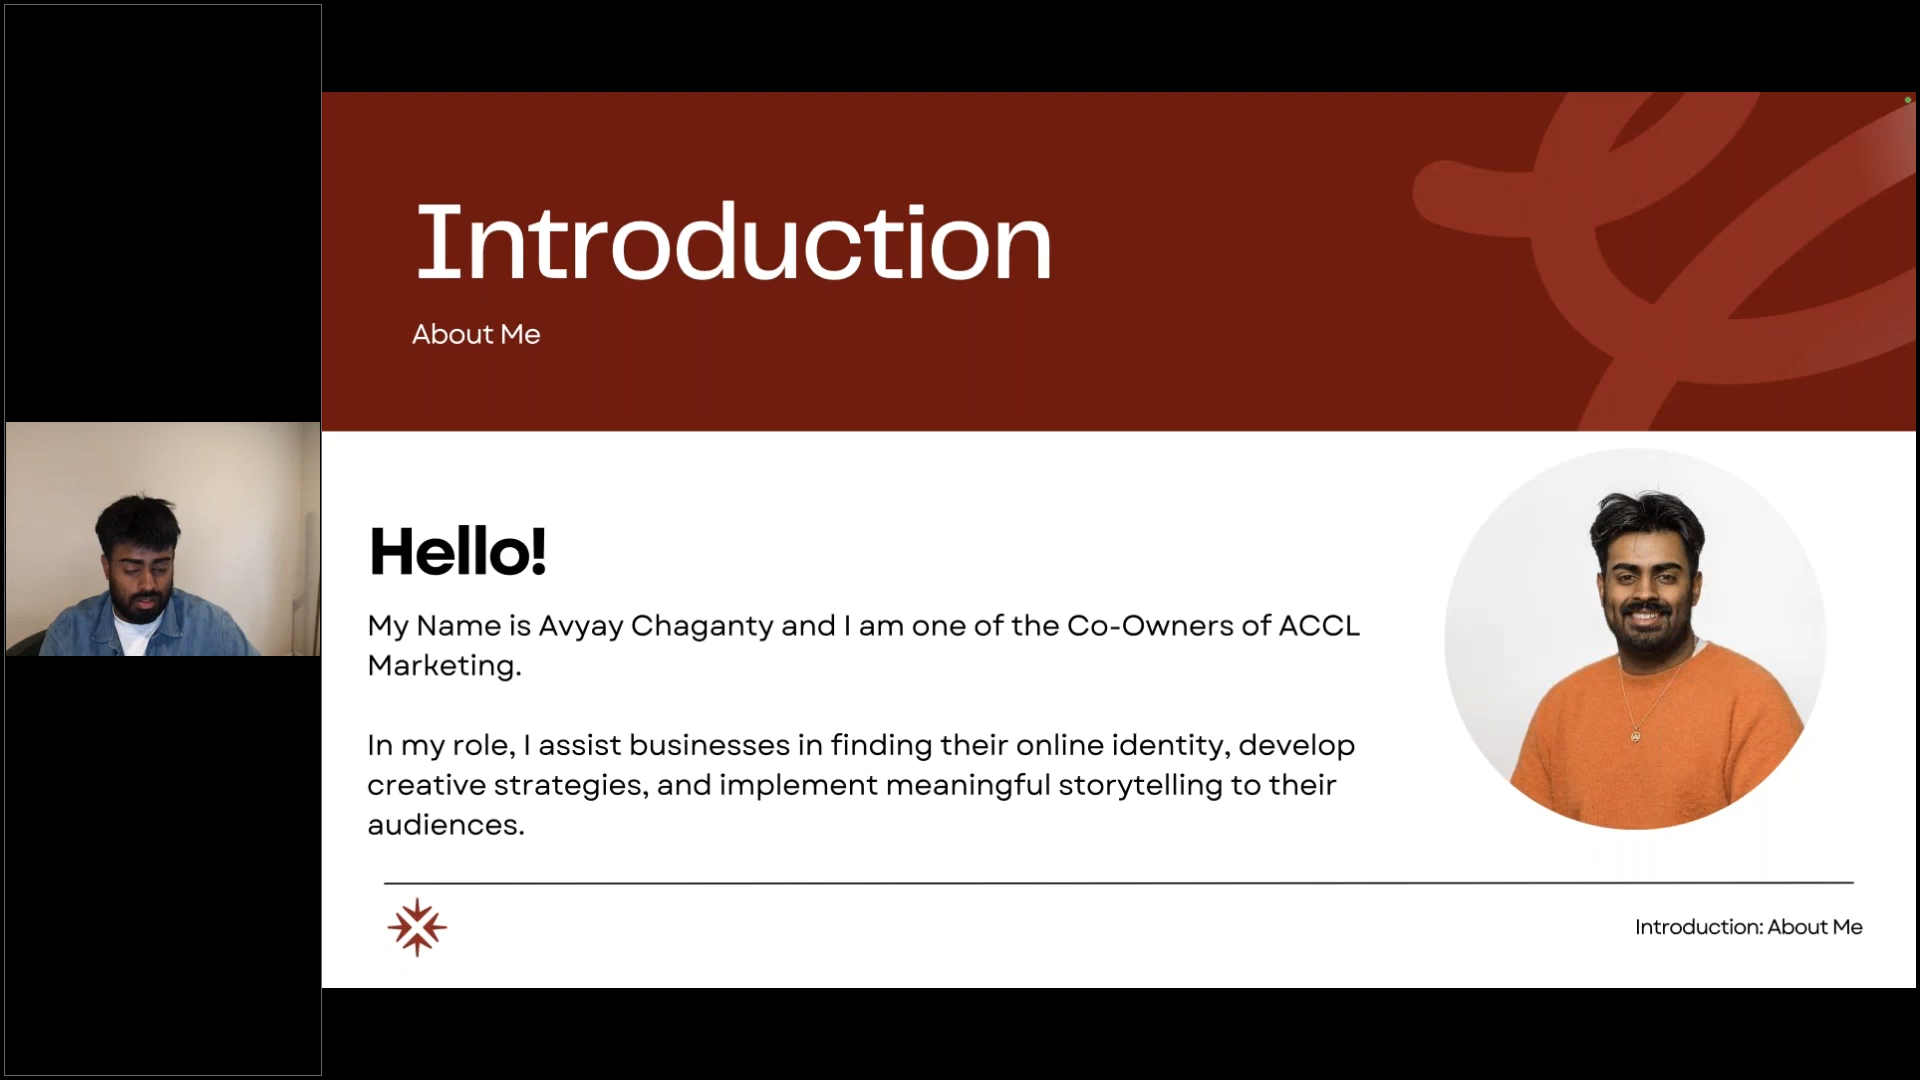 Introduction
About Me
Hello!
My Name is Avyay Chaganty and I am one of the Co-Owners of ACCL
Marketing.
In my role, I assist businesses in finding their online identity, develop
creative strategies, and implement meaningful storytelling to their
audiences.
Introduction: About Me